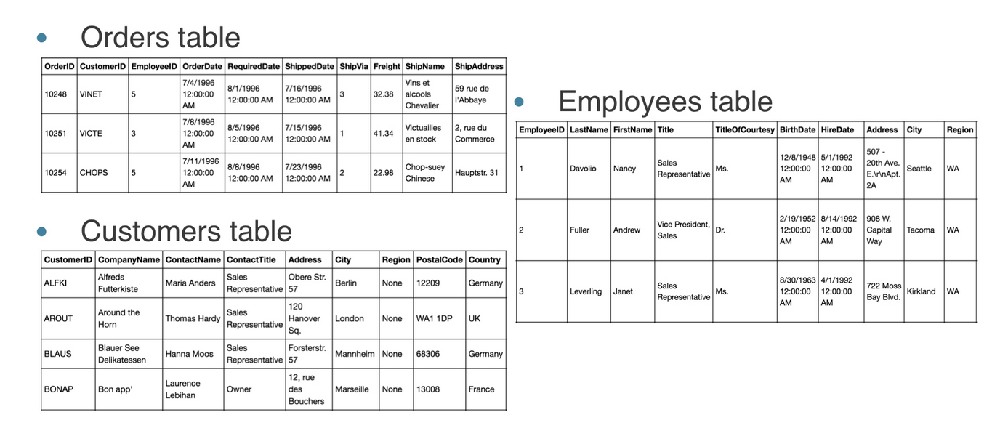 Orders table
OrderID CustomerID EmployeeID OrderDate RequiredDate ShippedDate ShipVia Freight ShipName ShipAddress
10248 VINET 5 7/4/1996 12:00:00 AM 8/1/1996 12:00:00 AM 7/16/1996 12:00:00 AM 3 32.38 Vins et alcools Chevalier 59 rue de l'Abbaye
10251 VICTE 3 7/8/1996 12:00:00 AM 8/5/1996 12:00:00 AM 7/15/1996 12:00:00 AM 1 41.34 Victuailles en stock 2, rue du Commerce
10254 CHOPS 5 7/11/1996 12:00:00 AM 8/8/1996 12:00:00 AM 7/23/1996 12:00:00 AM 2 22.98 Chop-suey Chinese Hauptstr. 31
Customers table
CustomerID CompanyName ContactName ContactTitle Address City Region PostalCode Country
ALFKI Alfreds Futterkiste Maria Anders Sales Representative Obere Str. 57 Berlin None 12209 Germany
AROUT Around the Horn Thomas Hardy Sales Representative 120 Hanover Sq. London None WA1 1DP UK
BLAUS Blauer See Delikatessen Hanna Moos Sales Representative Forsterstr. 57 Mannheim None 68306 Germany
BONAP Bon app' Laurence Lebihan Owner 12, rue des Bouchers Marseille None 13008 France
Employees table
EmployeeID LastName FirstName Title TitleOfCourtesy BirthDate HireDate Address City Region
1 Davolio Nancy Sales Representative Ms. 12/8/1948 12:00:00 AM 5/1/1992 12:00:00 AM 507 - 20th Ave. E.\r\nApt. 2A Seattle WA
2 Fuller Andrew Vice President, Sales Dr. 2/19/1952 12:00:00 AM 8/14/1992 12:00:00 AM 908 W. Capital Way Tacoma WA
3 Leverling Janet Sales Representative Ms. 8/30/1963 12:00:00 AM 4/1/1992 12:00:00 AM 722 Moss Bay Blvd. Kirkland WA